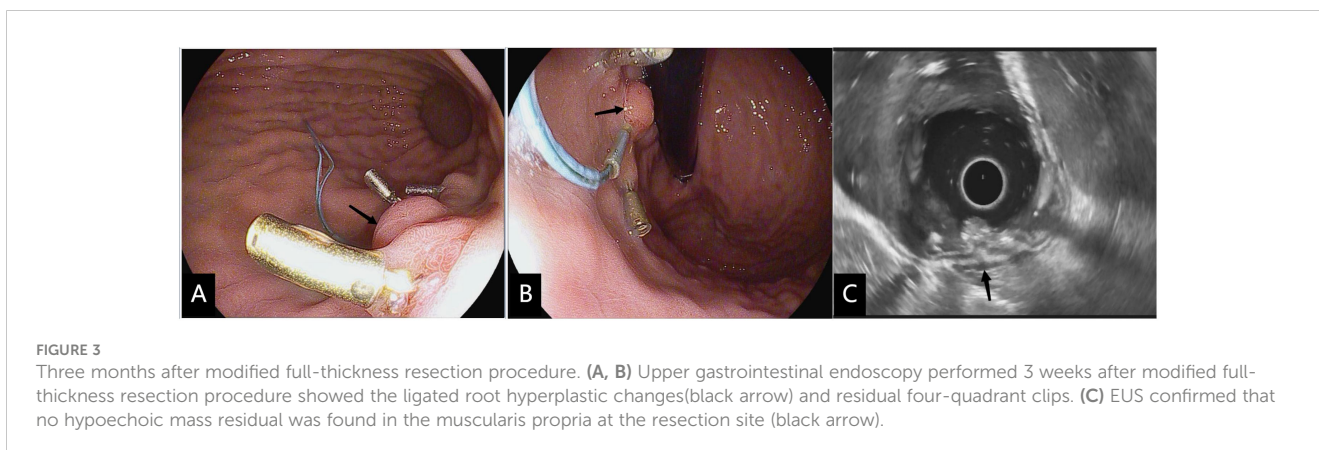 A
B
C
FIGURE 3
Three months after modified full-thickness resection procedure. (A, B) Upper gastrointestinal endoscopy performed 3 weeks after modified full-
thickness resection procedure showed the ligated root hyperplastic changes(black arrow) and residual four-quadrant clips. (C) EUS confirmed that
no hypoechoic mass residual was found in the muscularis propria at the resection site (black arrow).